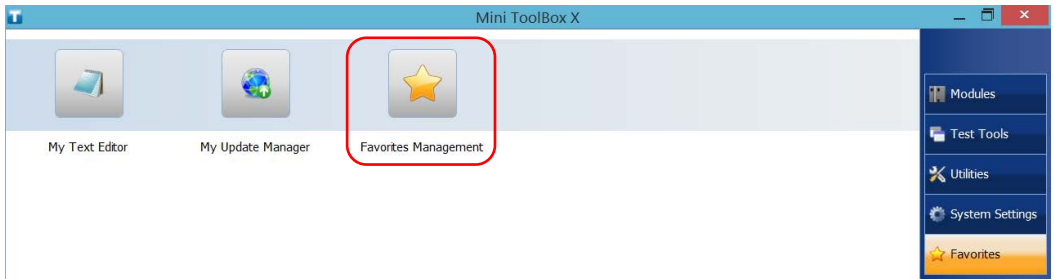 Mini ToolBox X
My Text Editor
My Update Manager
Favorites Management
Modules
Test Tools
Utilities
System Settings
Favorites